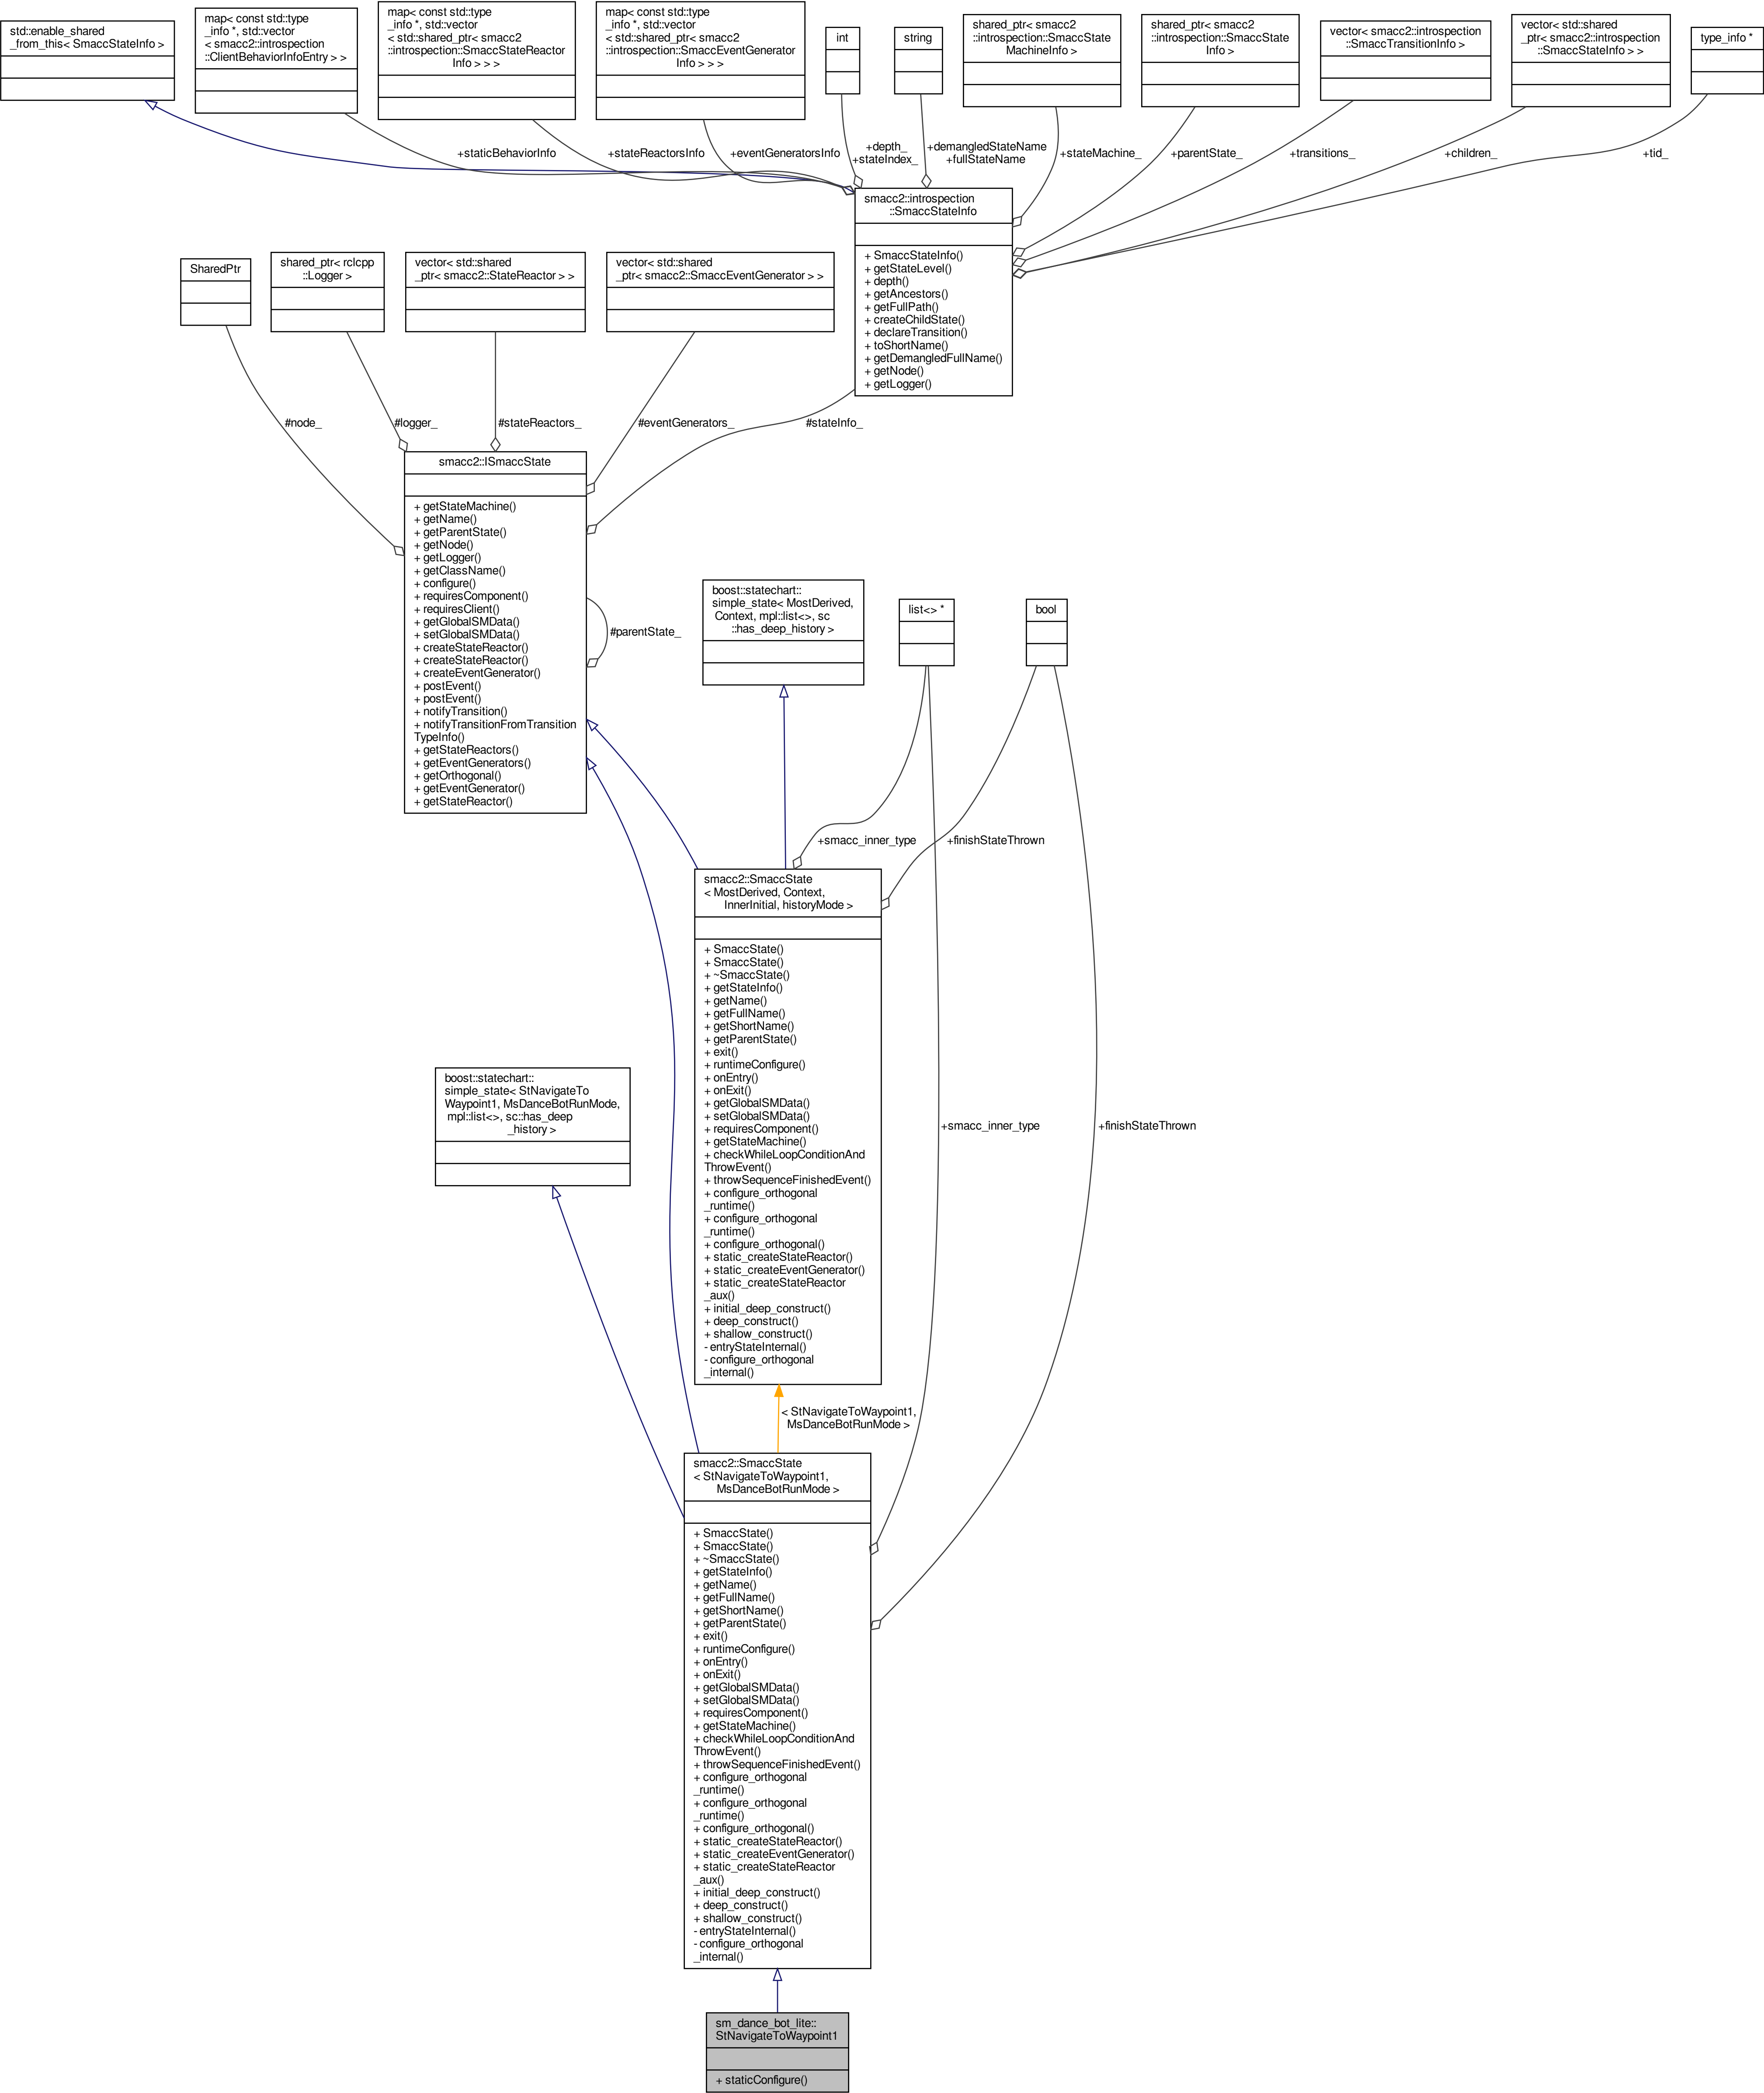 std::enable_shared
_from_this< SmaccStateInfo >
map< const std::type
_info *, std::vector
< smacc2::introspection
::ClientBehaviorInfoEntry > >
map< const std::type
_info *, std::vector
< std::shared_ptr< smacc2
::introspection::SmaccStateReactor
Info > > >
map< const std::type
_info *, std::vector
< std::shared_ptr< smacc2
::introspection::SmaccEventGenerator
Info > > >
int
string
shared_ptr< smacc2
::introspection::SmaccState
MachineInfo >
shared_ptr< smacc2
::introspection::SmaccState
Info >
vector< smacc2::introspection
::SmaccTransitionInfo >
vector< std::shared
_ptr< smacc2::introspection
::SmaccStateInfo > >
type_info *
+staticBehaviorInfo
+stateReactorsInfo
+eventGeneratorsInfo
+depth_
+stateIndex_
+demangledStateName
+fullStateName
+stateMachine_
+parentState_
+transitions_
+children_
+tid_
smacc2::introspection
::SmaccStateInfo
+ SmaccStateInfo()
+ getStateLevel()
+ depth()
+ getAncestors()
+ getFullPath()
+ createChildState()
+ declareTransition()
+ toShortName()
+ getDemangledFullName()
+ getNode()
+ getLogger()
SharedPtr
shared_ptr< rclcpp
::Logger >
vector< std::shared
_ptr< smacc2::StateReactor > >
vector< std::shared
_ptr< smacc2::SmaccEventGenerator > >
#node_
#logger_
#stateReactors_
#eventGenerators_
#stateInfo_
smacc2::ISmaccState
+ getStateMachine()
+ getName()
+ getParentState()
+ getNode()
+ getLogger()
+ getClassName()
+ configure()
+ requiresComponent()
+ requiresClient()
+ getGlobalSMData()
+ setGlobalSMData()
+ createStateReactor()
+ createStateReactor()
+ createEventGenerator()
+ postEvent()
+ postEvent()
+ notifyTransition()
+ notifyTransitionFromTransition
TypeInfo()
+ getStateReactors()
+ getEventGenerators()
+ getOrthogonal()
+ getEventGenerator()
+ getStateReactor()
#parentState_
boost::statechart::
simple_state< MostDerived,
Context, mpl::list<>, sc
::has_deep_history >
list<> *
bool
+smacc_inner_type
+finishStateThrown
smacc2::SmaccState
< MostDerived, Context,
InnerInitial, historyMode >
+ SmaccState()
+ SmaccState()
+ ~SmaccState()
+ getStateInfo()
+ getName()
+ getFullName()
+ getShortName()
+ getParentState()
+ exit()
+ runtimeConfigure()
+ onEntry()
+ onExit()
+ getGlobalSMData()
+ setGlobalSMData()
+ requiresComponent()
+ getStateMachine()
+ checkWhileLoopConditionAnd
ThrowEvent()
+ throwSequenceFinishedEvent()
+ configure_orthogonal
_runtime()
+ configure_orthogonal
_runtime()
+ configure_orthogonal()
+ static_createStateReactor()
+ static_createEventGenerator()
+ static_createStateReactor
_aux()
+ initial_deep_construct()
+ deep_construct()
+ shallow_construct()
- entryStateInternal()
- configure_orthogonal
_internal()
boost::statechart::
simple_state< StNavigateTo
Waypoint1, MsDanceBotRunMode,
mpl::list<>, sc::has_deep
_history >
+smacc_inner_type
+finishStateThrown
< StNavigateToWaypoint1,
MsDanceBotRunMode >
smacc2::SmaccState
< StNavigateToWaypoint1,
MsDanceBotRunMode >
+ SmaccState()
+ SmaccState()
+ ~SmaccState()
+ getStateInfo()
+ getName()
+ getFullName()
+ getShortName()
+ getParentState()
+ exit()
+ runtimeConfigure()
+ onEntry()
+ onExit()
+ getGlobalSMData()
+ setGlobalSMData()
+ requiresComponent()
+ getStateMachine()
+ checkWhileLoopConditionAnd
ThrowEvent()
+ throwSequenceFinishedEvent()
+ configure_orthogonal
_runtime()
+ configure_orthogonal
_runtime()
+ configure_orthogonal()
+ static_createStateReactor()
+ static_createEventGenerator()
+ static_createStateReactor
_aux()
+ initial_deep_construct()
+ deep_construct()
+ shallow_construct()
- entryStateInternal()
- configure_orthogonal
_internal()
sm_dance_bot_lite::
StNavigateToWaypoint1
+ staticConfigure()